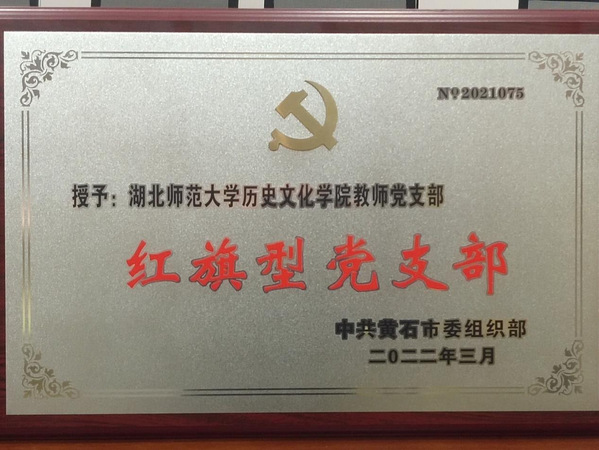 №2021075
授予：湖北师范大学历史文化学院教师党支部
红旗型党支部
中共黄石市委组织部
二〇二二年三月